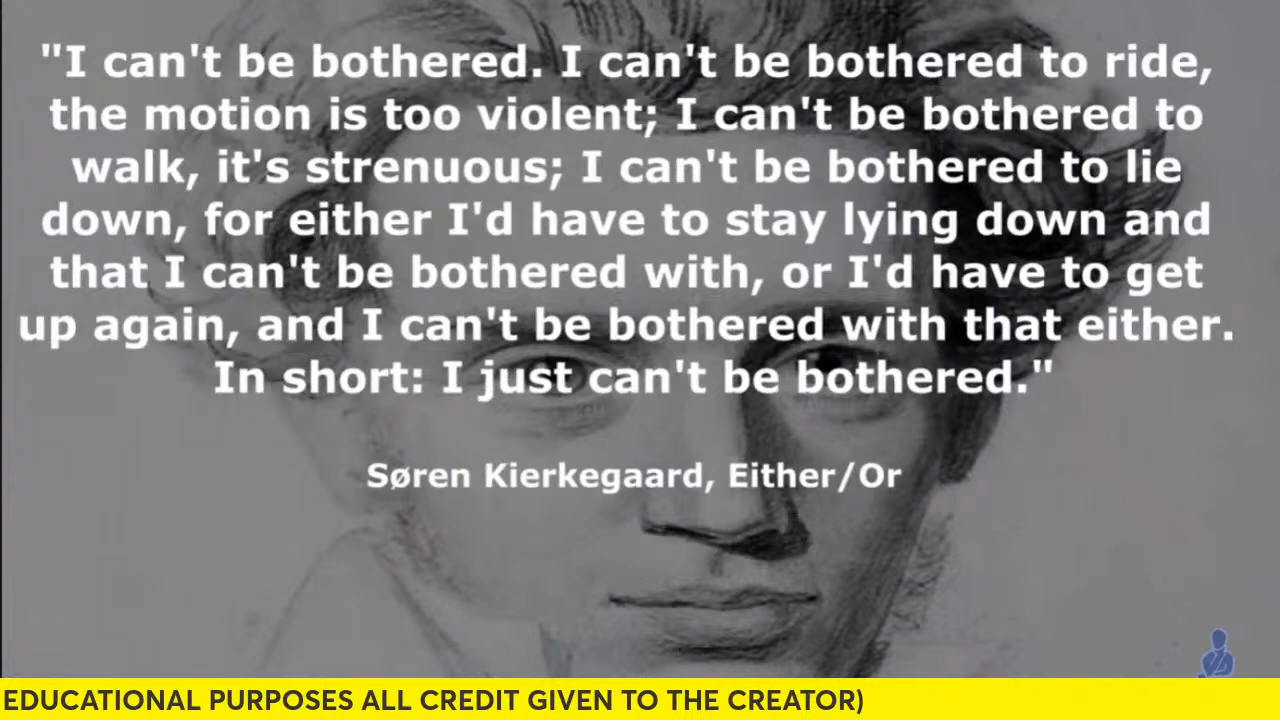 "I can't be bothered. I can't be bothered to ride,
the motion is too violent; I can't be bothered to
walk, it's strenuous; I can't be bothered to lie
down, for either I'd have to stay lying down and
that I can't be bothered with, or I'd have to get
up again, and I can't be bothered with that either.
In short: I just can't be bothered."
Søren Kierkegaard, Either/Or
EDUCATIONAL PURPOSES ALL CREDIT GIVEN TO THE CREATOR)